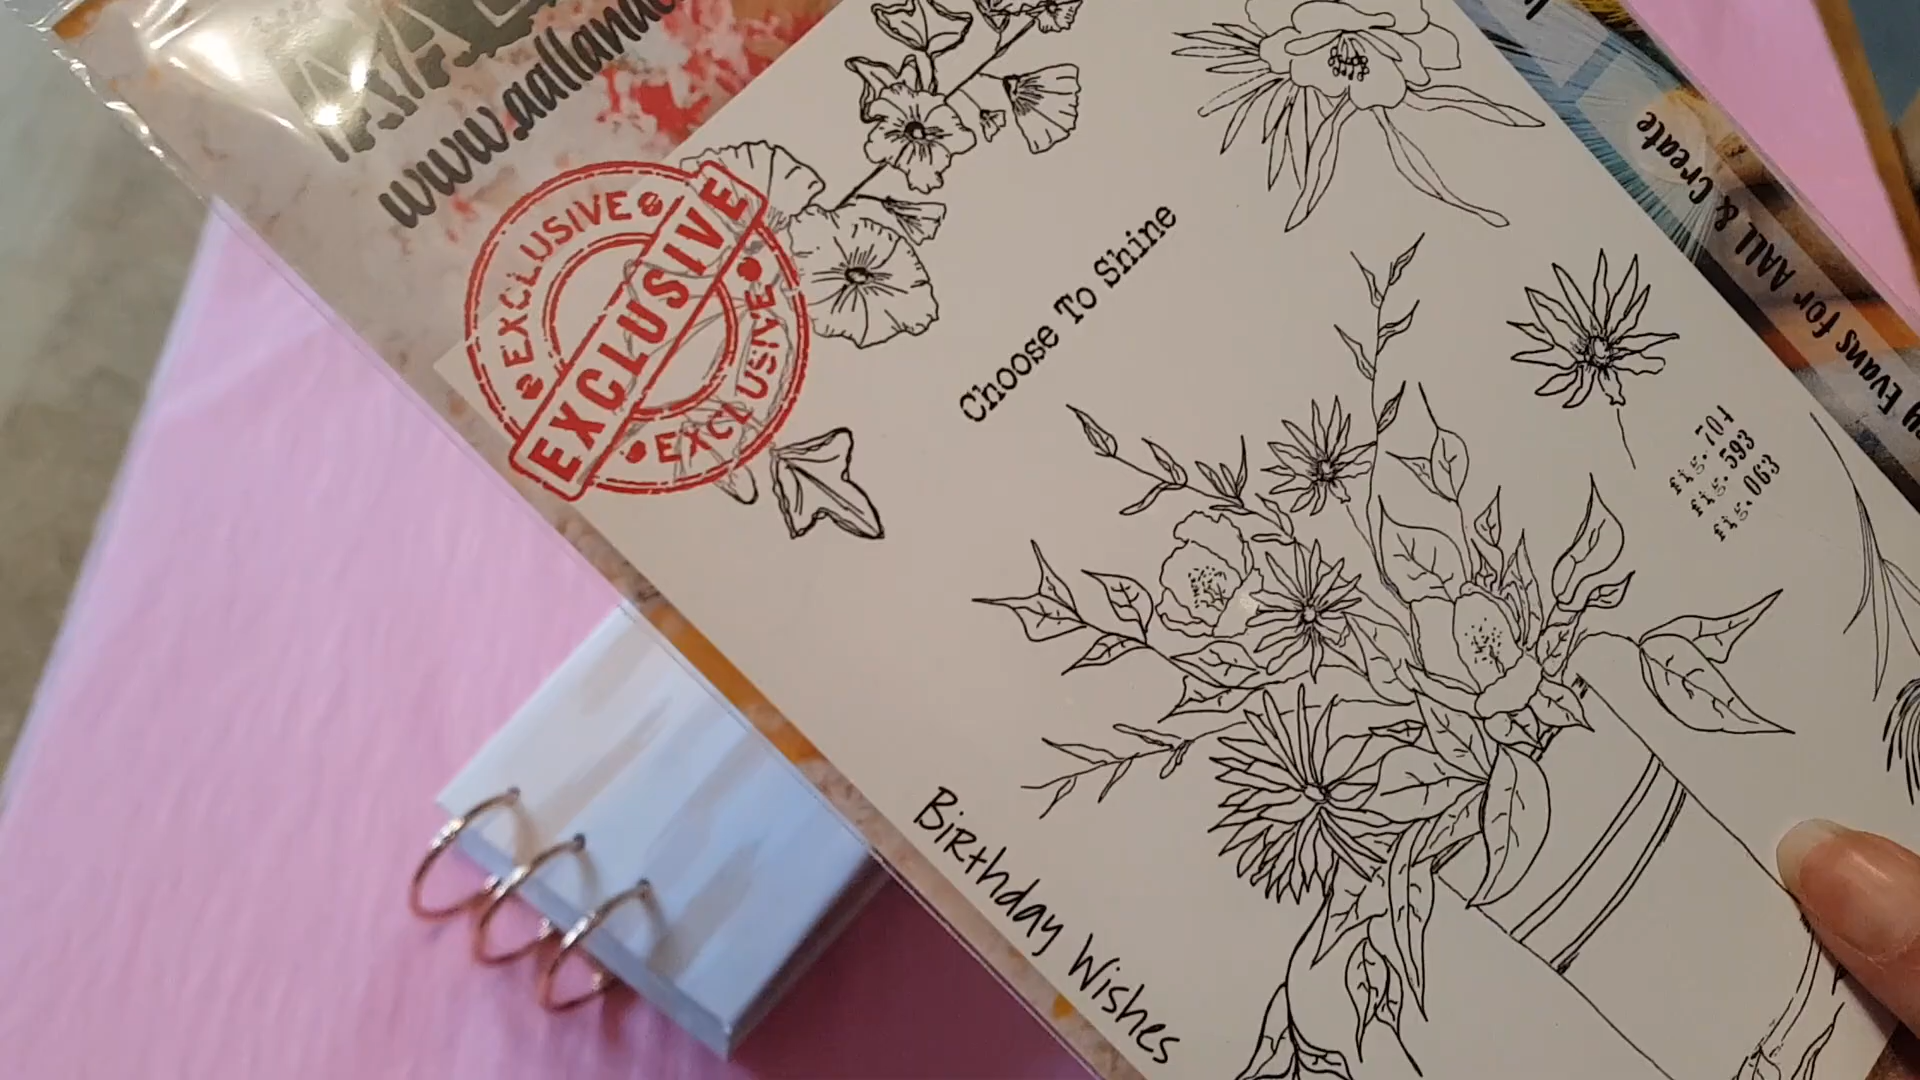 www.aallandc
EXCLUSIVE
EXCLUSIVE
EXCLUSIVE
EXCLUSIVE
Choose To Shine
fig.704
fig.593
fig.063
Birthday Wishes
Evans for AALL & Create